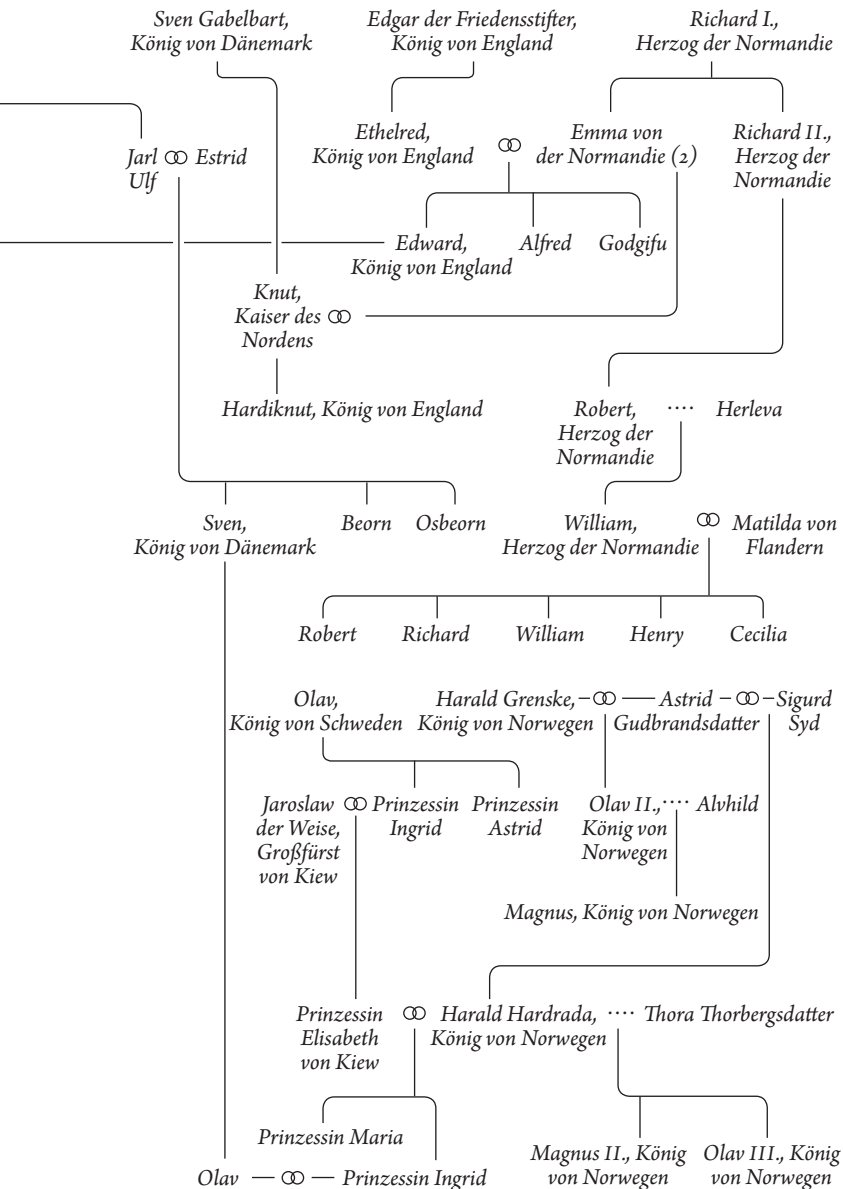 Sven Gabelbart,
König von Dänemark
Edgar der Friedensstifter,
König von England
Richard I.,
Herzog der Normandie
Ethelred,
König von England
Emma von
der Normandie (2)
Richard II.,
Herzog der
Normandie
Jarl
Ulf
Estrid
Edward,
König von England
Alfred
Godgifu
Knut,
Kaiser des
Nordens
Hardiknut, König von England
Robert,
Herzog der
Normandie
....
Herleva
Sven,
König von Dänemark
Beorn
Osbeorn
William,
Herzog der Normandie
Matilda von
Flandern
Robert
Richard
William
Henry
Cecilia
Olav,
König von Schweden
Harald Grenske,
König von Norwegen
Astrid
Gudbrandsdatter
Sigurd
Syd
Jaroslaw
der Weise,
Großfürst
von Kiew
Prinzessin
Ingrid
Prinzessin
Astrid
Olav II.,
König von
Norwegen
....
Alvhild
Magnus, König von Norwegen
Prinzessin
Elisabeth
von Kiew
Harald Hardrada,
König von Norwegen
....
Thora Thorbergsdatter
Prinzessin Maria
Magnus II., König
von Norwegen
Olav III., König
von Norwegen
Olav
Prinzessin Ingrid